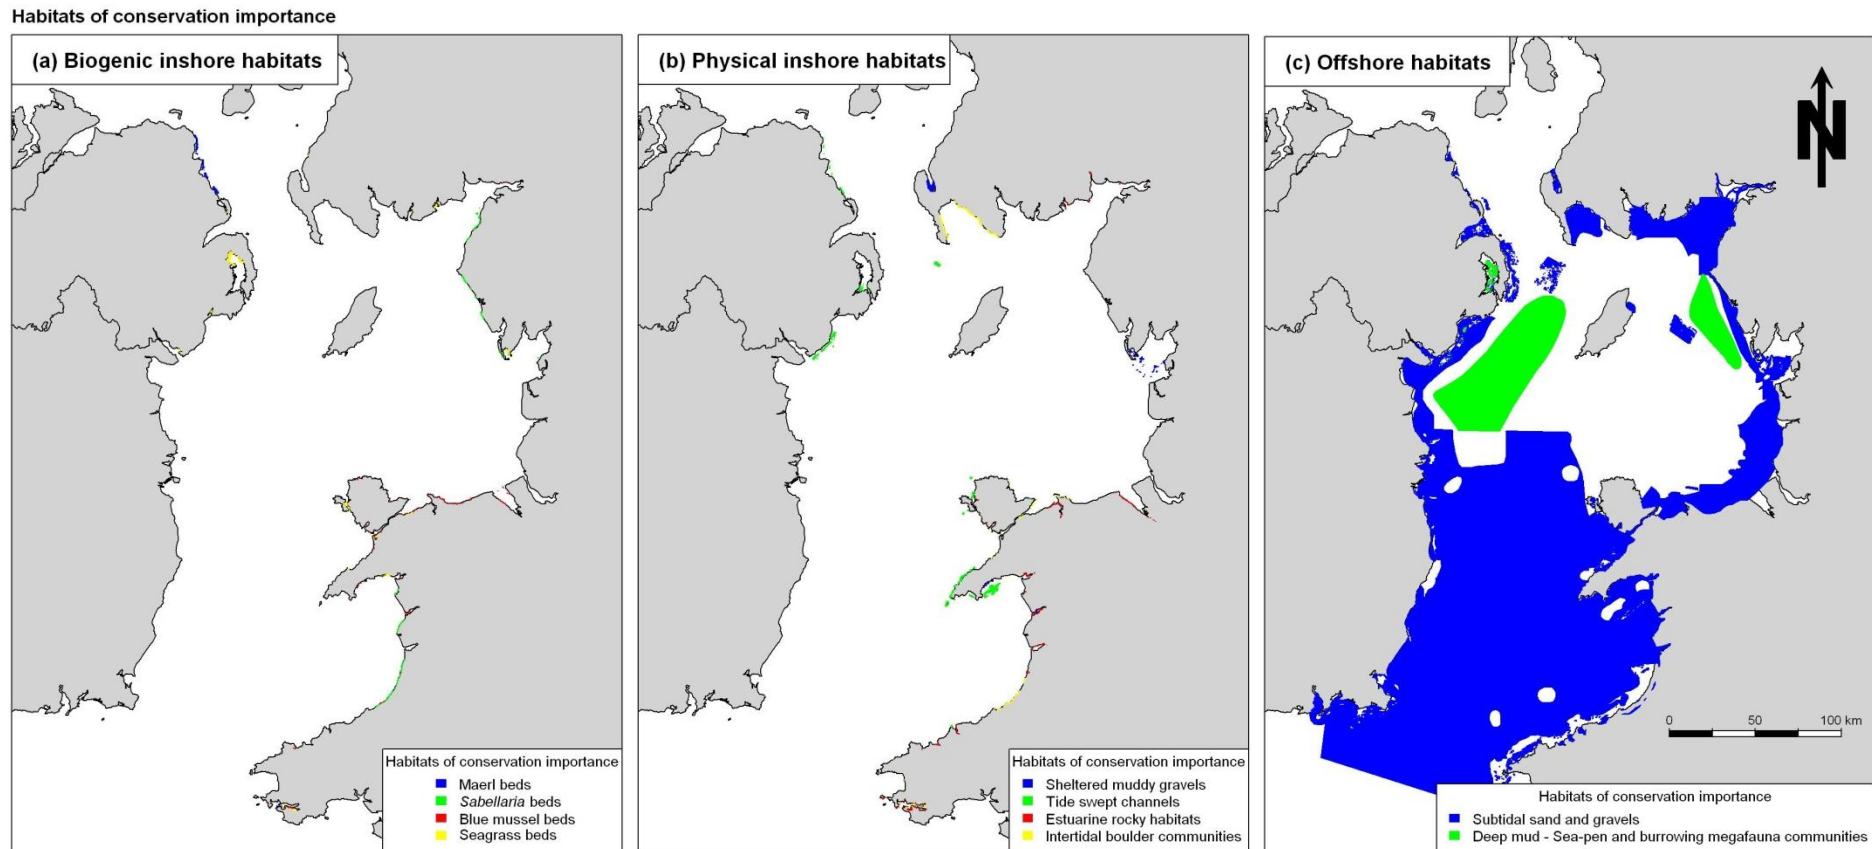 Habitats of conservation importance
(a) Biogenic inshore habitats
(b) Physical inshore habitats
(c) Offshore habitats
N
0 50 100 km
Habitats of conservation importance
Maerl beds
Sabellaria beds
Blue mussel beds
Seagrass beds
Habitats of conservation importance
Sheltered muddy gravels
Tide swept channels
Estuarine rocky habitats
Intertidal boulder communities
Habitats of conservation importance
Subtidal sand and gravels
Deep mud - Sea-pen and burrowing megafauna communities